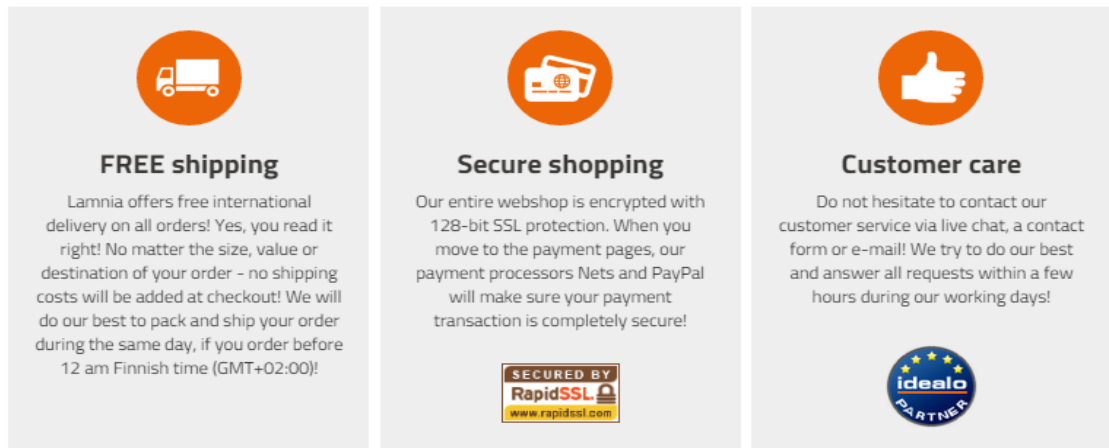 FREE shipping
Lamnia offers free international
delivery on all orders! Yes, you read it
right! No matter the size, value or
destination of your order - no shipping
costs will be added at checkout! We will
do our best to pack and ship your order
during the same day, if you order before
12 am Finnish time (GMT+02:00)!
Secure shopping
Our entire webshop is encrypted with
128-bit SSL protection. When you
move to the payment pages, our
payment processors Nets and PayPal
will make sure your payment
transaction is completely secure!
SECURED BY
RapidSSL.
www.rapidssl.com
Customer care
Do not hesitate to contact our
customer service via live chat, a contact
form or e-mail! We try to do our best
and answer all requests within a few
hours during our working days!
idealo
PARTNER